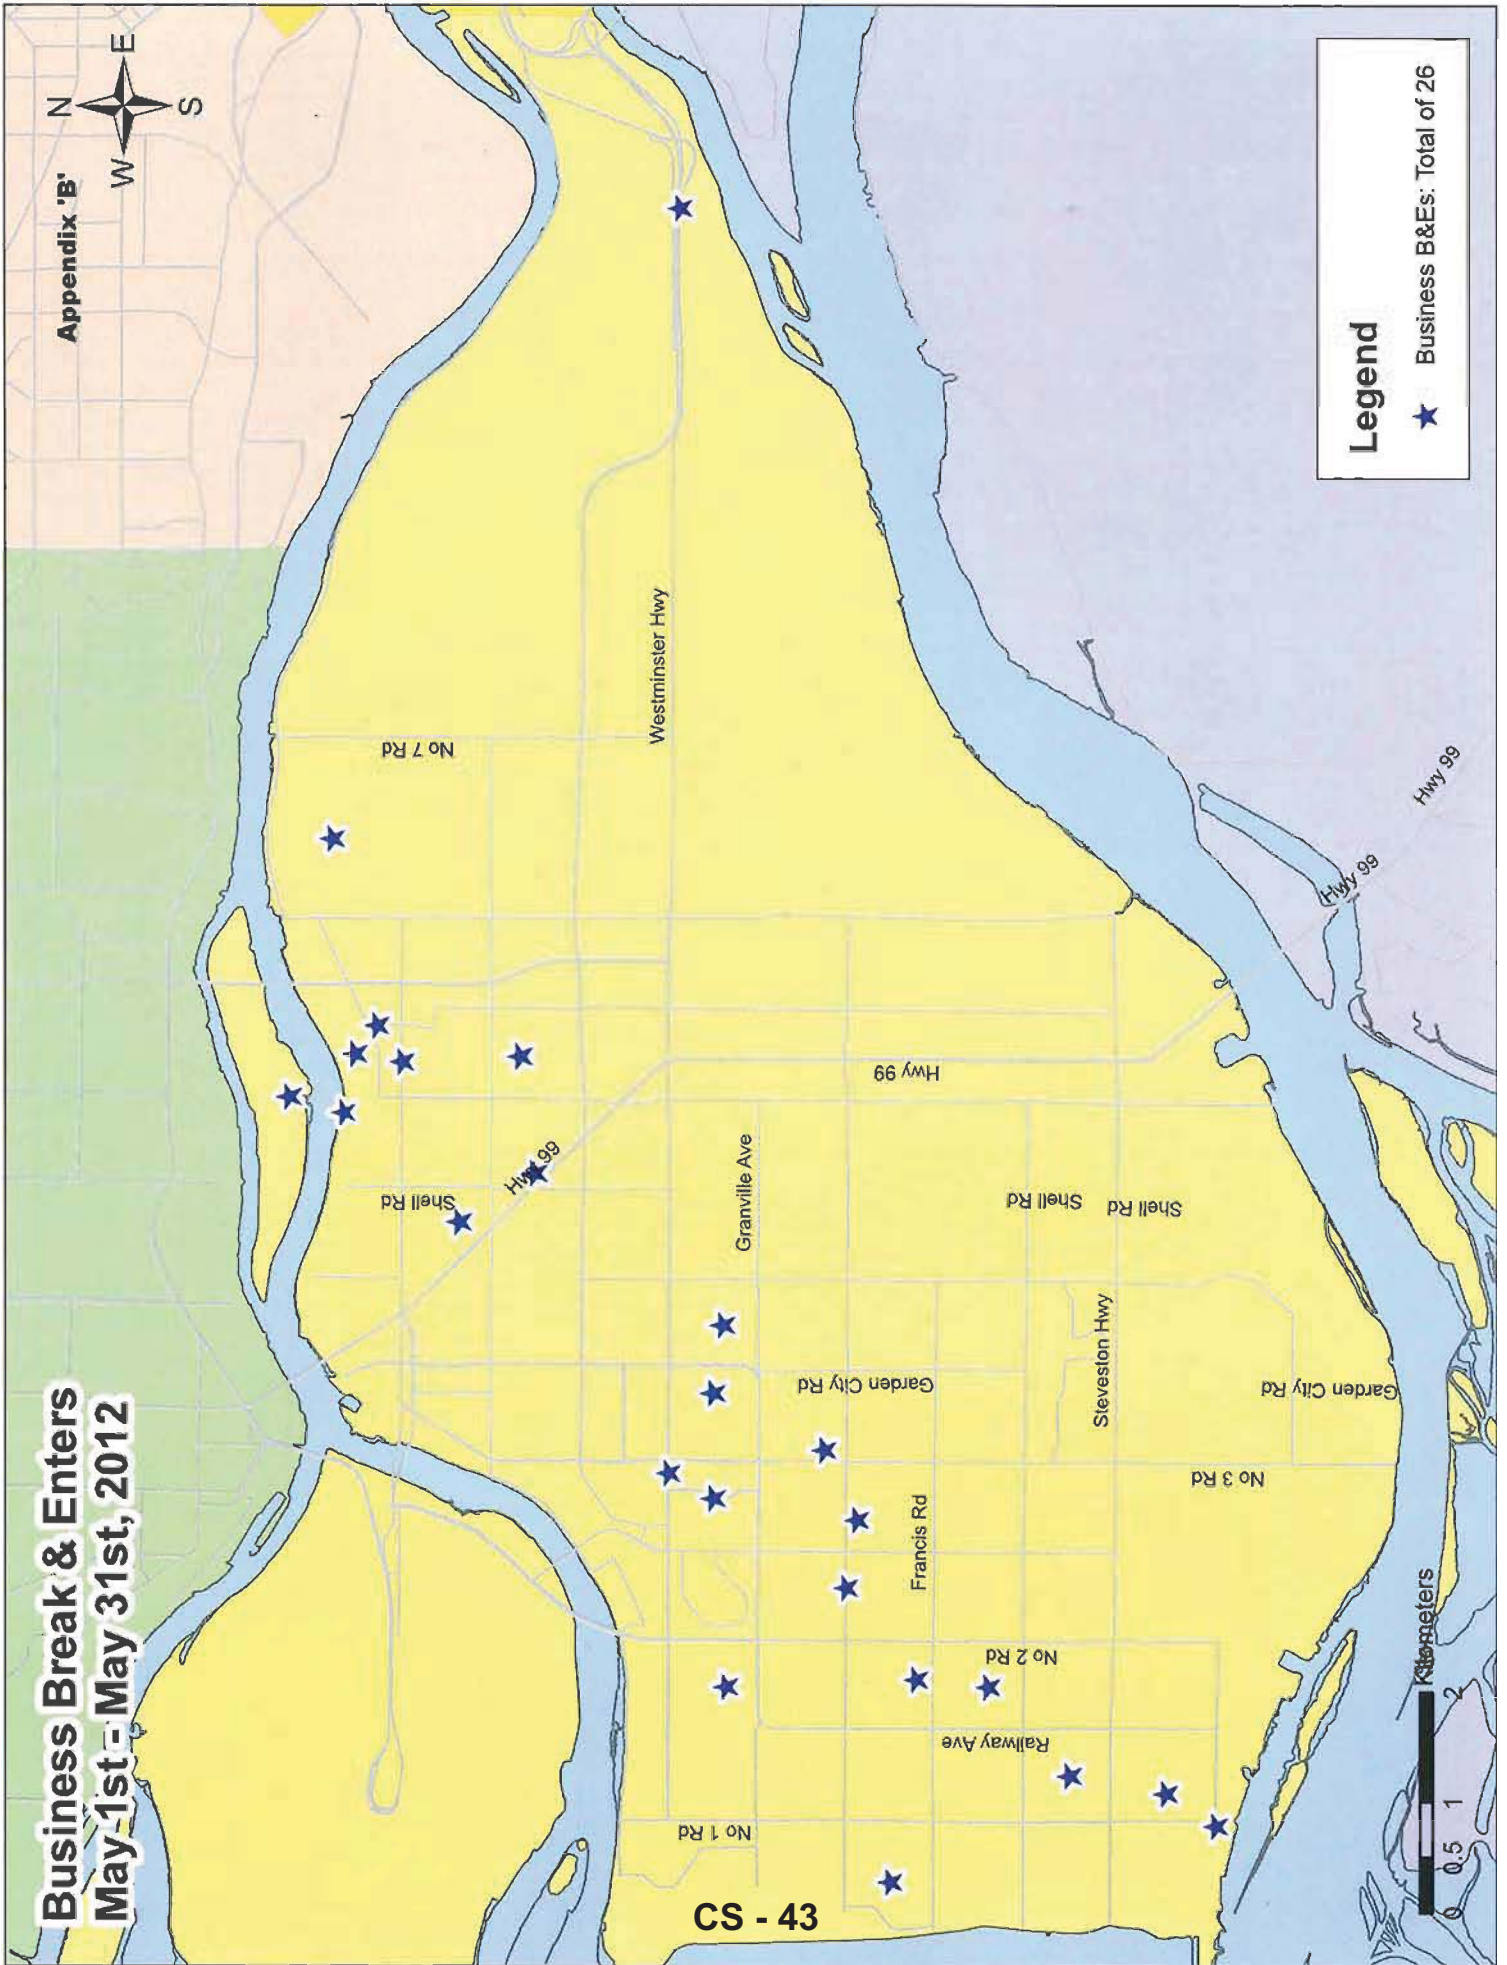 Business Break & Enters
May 1st - May 31st, 2012
Appendix 'B'
N
W E
S
No 7 Rd
Westminster Hwy
Shell Rd
Hwy 99
Hwy 99
Granville Ave
Shell Rd
Shell Rd
Garden City Rd
Steveston Hwy
Garden City Rd
No 3 Rd
Francis Rd
No 2 Rd
Railway Ave
No 1 Rd
Hwy 99
Hwy 99
Legend
Business B&Es: Total of 26
0 0.5 1 2
Kilometers
CS - 43